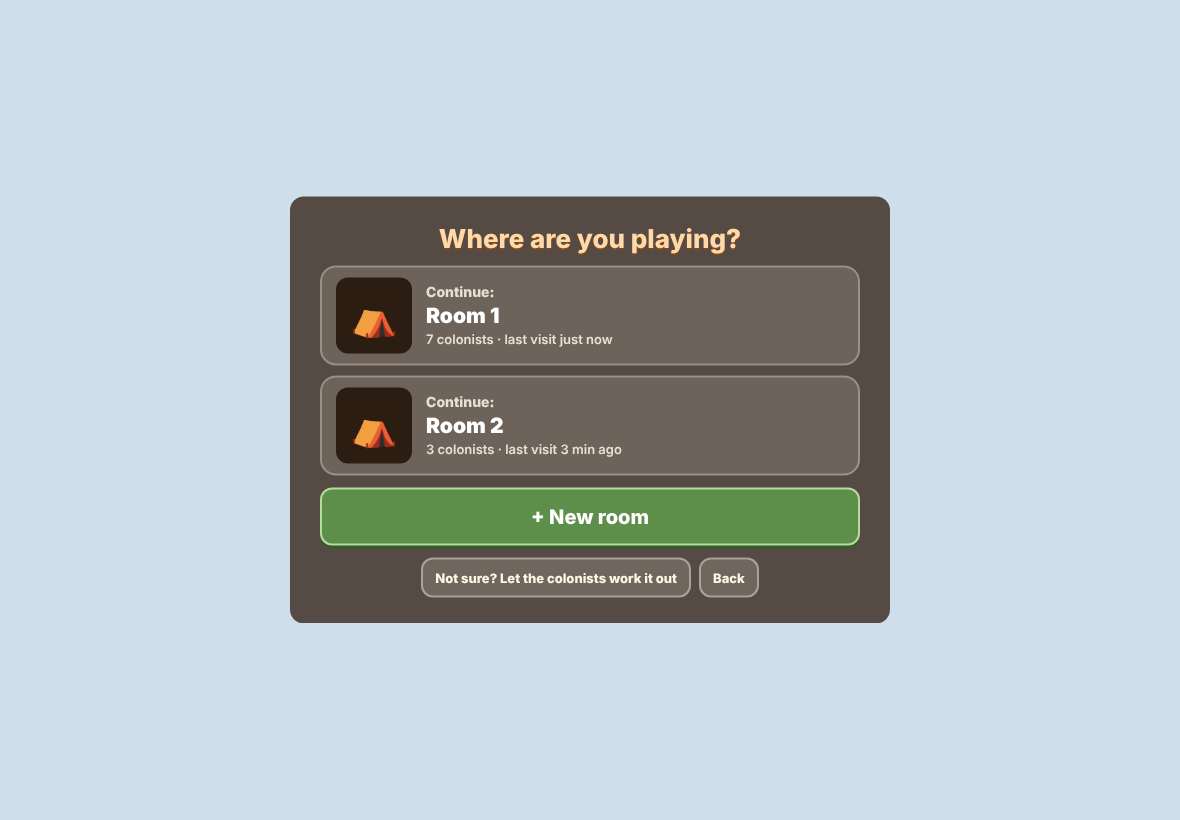 Where are you playing?
Continue:
Room 1
7 colonists · last visit just now
Continue:
Room 2
3 colonists · last visit 3 min ago
+ New room
Not sure? Let the colonists work it out
Back